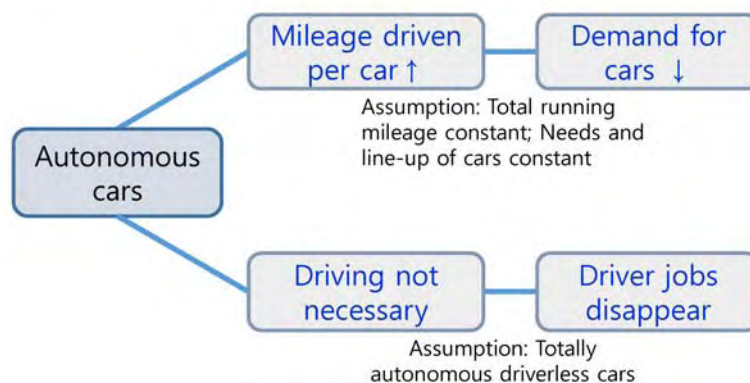 Mileage driven
per car ↑
Demand for
cars ↓
Assumption: Total running
mileage constant; Needs and
line-up of cars constant
Autonomous
cars
Driving not
necessary
Driver jobs
disappear
Assumption: Totally
autonomous driverless cars